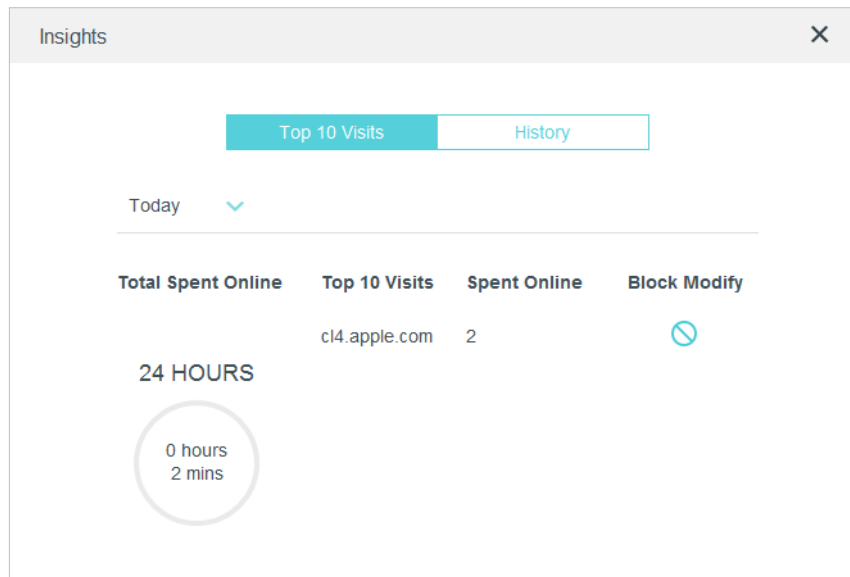 Insights
Top 10 Visits
History
Today
Total Spent Online
Top 10 Visits
Spent Online
Block Modify
cl4.apple.com
2
24 HOURS
0 hours
2 mins